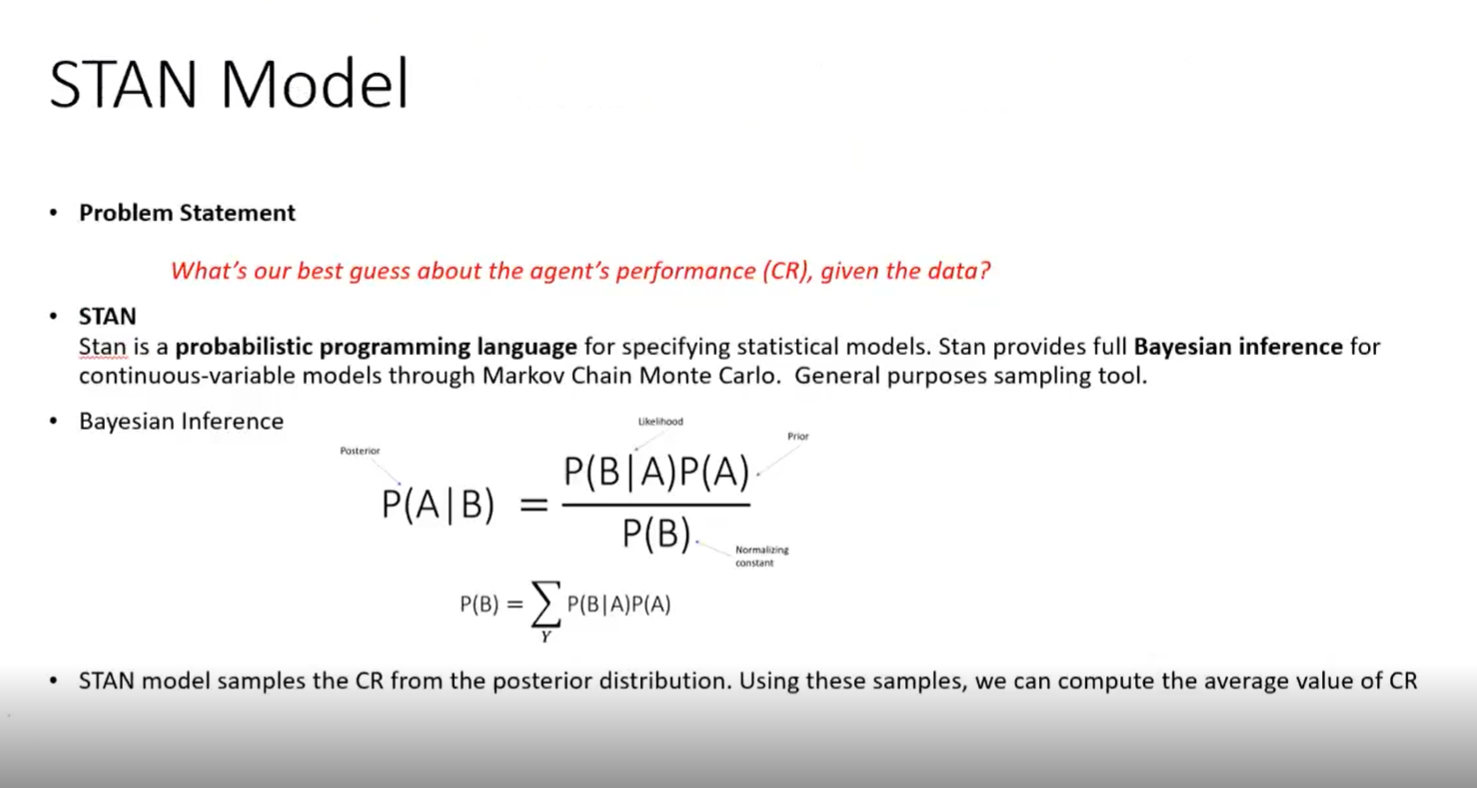 STAN Model
• Problem Statement
What's our best guess about the agent's performance (CR), given the data?
• STAN
Stan is a probabilistic programming language for specifying statistical models. Stan provides full Bayesian inference for
continuous-variable models through Markov Chain Monte Carlo. General purposes sampling tool.
• Bayesian Inference
Likelihood
Prior
Posterior
P(B|A)P(A)
P(A|B) =
P(B)
Normalizing
constant
P(B) = ∑ P(B|A)P(A)
Y
• STAN model samples the CR from the posterior distribution. Using these samples, we can compute the average value of CR